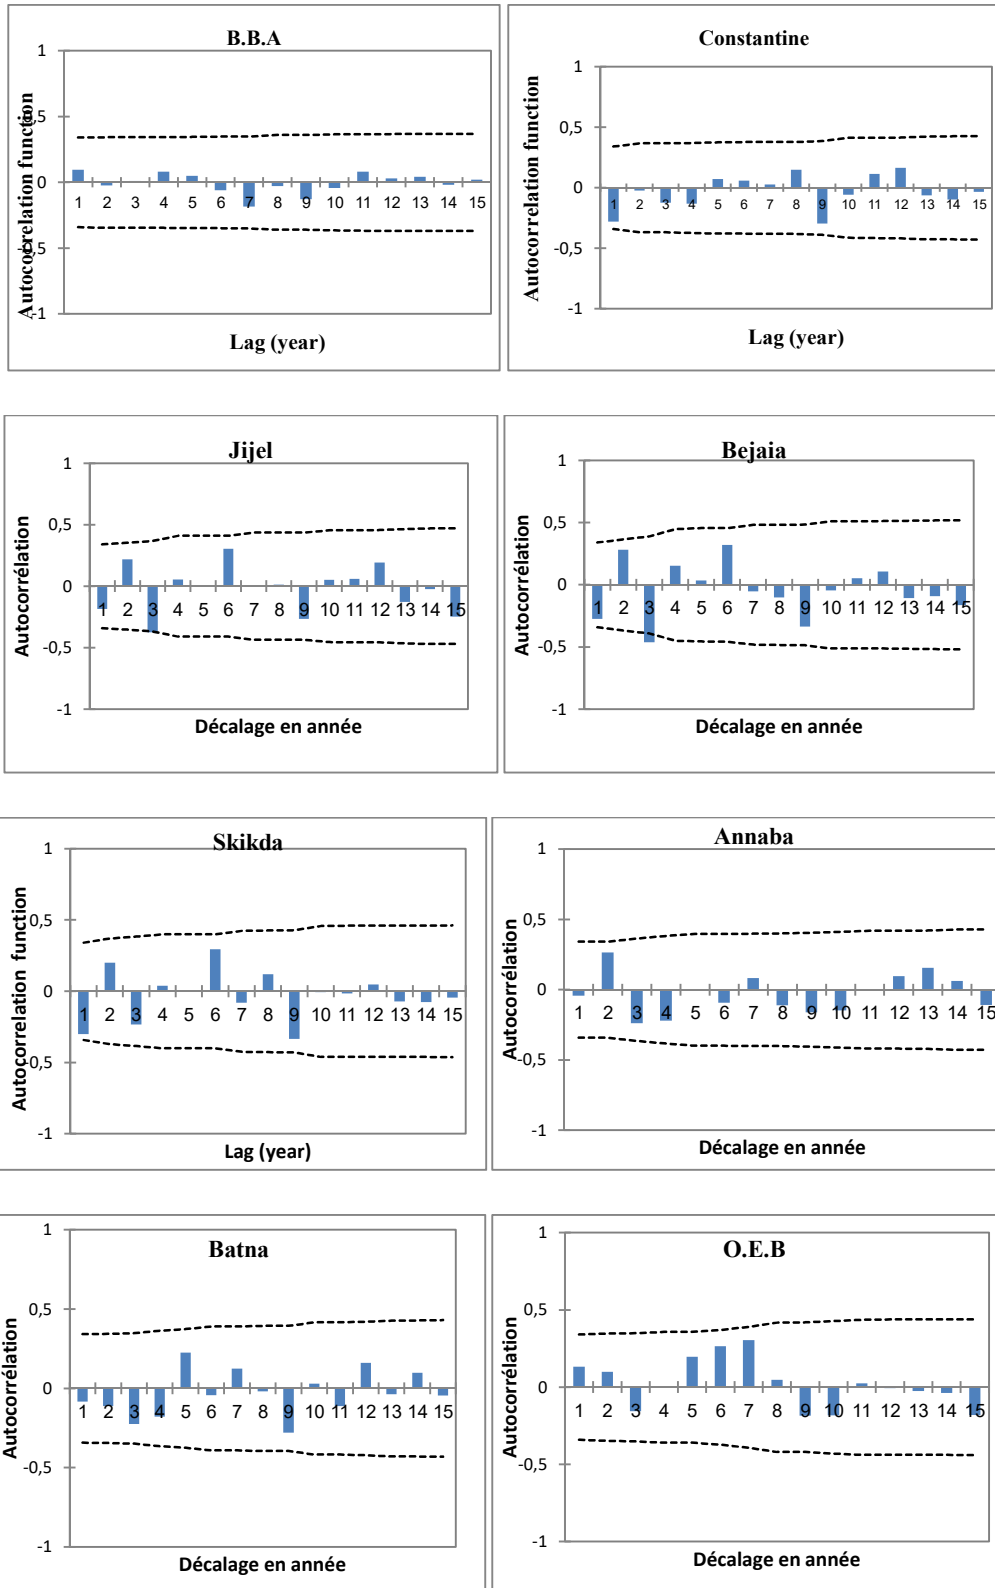 B.B.A
1
0,5
0
-0,5
-1
1 2 3 4 5 6 7 8 9 10 11 12 13 14 15
Autocorrelation function
Lag (year)
Constantine
1
0,5
0
-0,5
-1
1 2 3 4 5 6 7 8 9 10 11 12 13 14 15
Autocorrelation function
Lag (year)
Jijel
1
0,5
0
-0,5
-1
1 2 3 4 5 6 7 8 9 10 11 12 13 14 15
Autocorrélation
Décalage en année
Bejaia
1
0,5
0
-0,5
-1
1 2 3 4 5 6 7 8 9 10 11 12 13 14 15
Autocorrélation
Décalage en année
Skikda
1
0,5
0
-0,5
-1
1 2 3 4 5 6 7 8 9 10 11 12 13 14 15
Autocorrelation function
Lag (year)
Annaba
1
0,5
0
-0,5
-1
1 2 3 4 5 6 7 8 9 10 11 12 13 14 15
Autocorrélation
Décalage en année
Batna
1
0,5
0
-0,5
-1
1 2 3 4 5 6 7 8 9 10 11 12 13 14 15
Autocorrélation
Décalage en année
O.E.B
1
0,5
0
-0,5
-1
1 2 3 4 5 6 7 8 9 10 11 12 13 14 15
Autocorrélation
Décalage en année